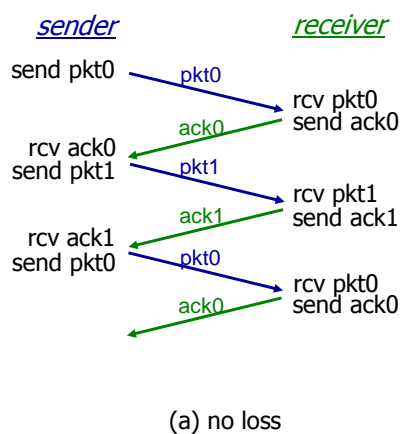 sender receiver
send pkt0
pkt0
rcv pkt0
send ack0
ack0
rcv ack0
send pkt1
pkt1
rcv pkt1
send ack1
ack1
rcv ack1
send pkt0
pkt0
rcv pkt0
send ack0
ack0
(a) no loss